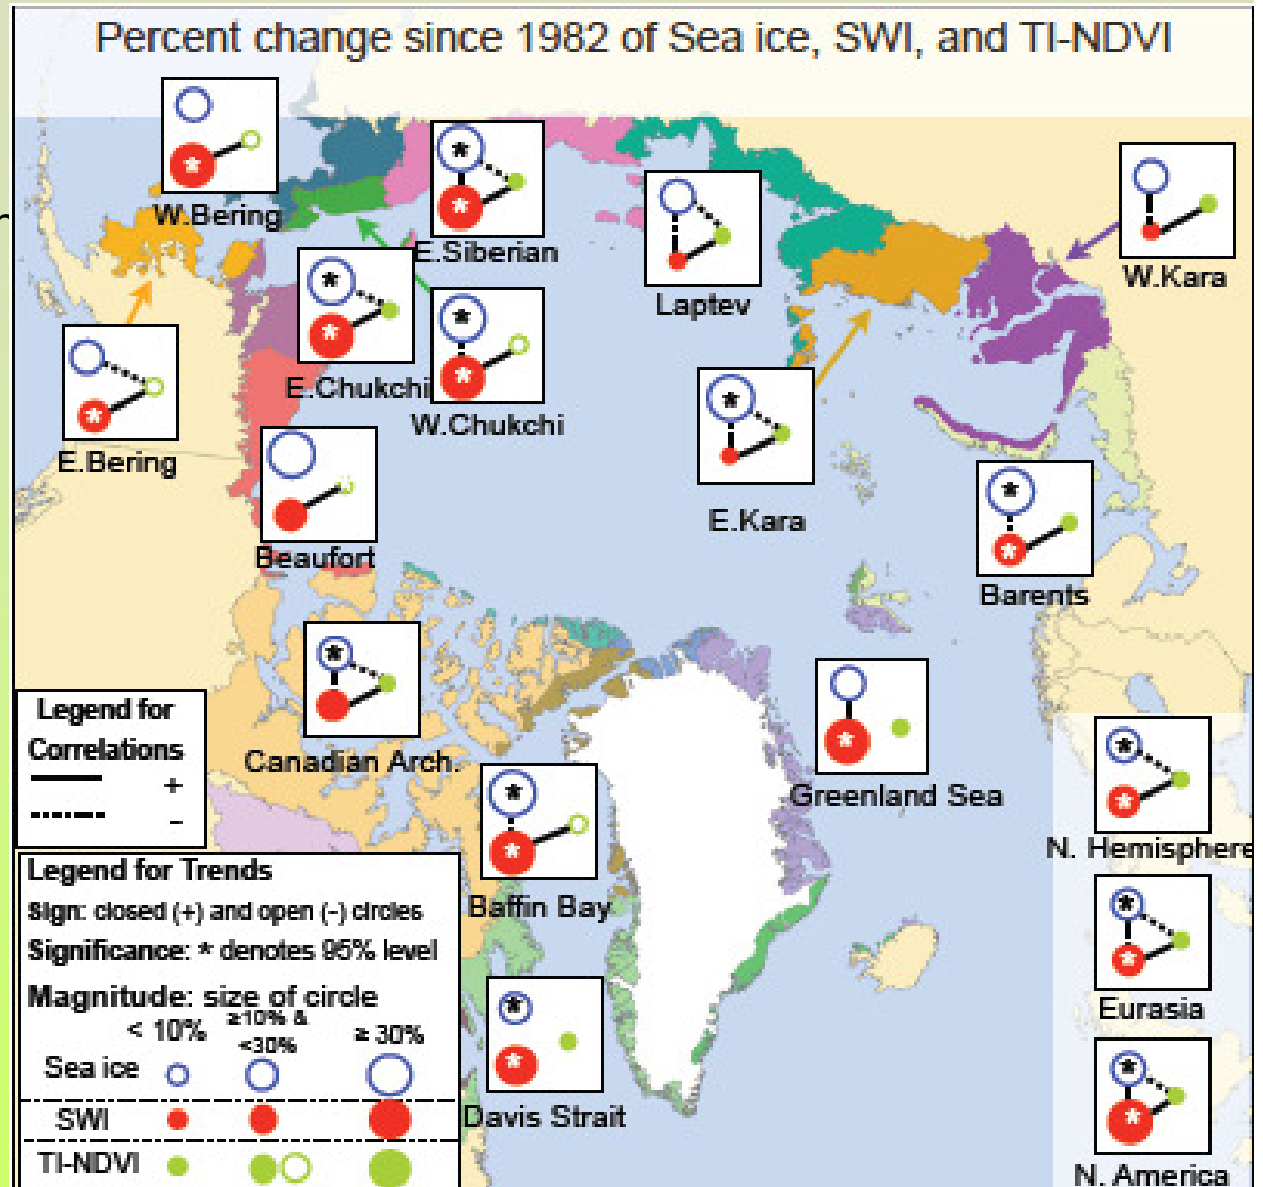 Percent change since 1982 of Sea ice, SWI, and TI-NDVI
W.Bering
E.Siberian
W.Kara
Laptev
E.Bering
E.Chukchi
W.Chukchi
E.Kara
Beaufort
Barents
Canadian Arch.
Greenland Sea
Baffin Bay
Davis Strait
N. Hemisphere
Eurasia
N. America
Legend for
Correlations
+
-
Legend for Trends
Sign: closed (+) and open (-) circles
Significance: * denotes 95% level
Magnitude: size of circle
< 10% ≥10% & <30% ≥ 30%
Sea ice
SWI
TI-NDVI